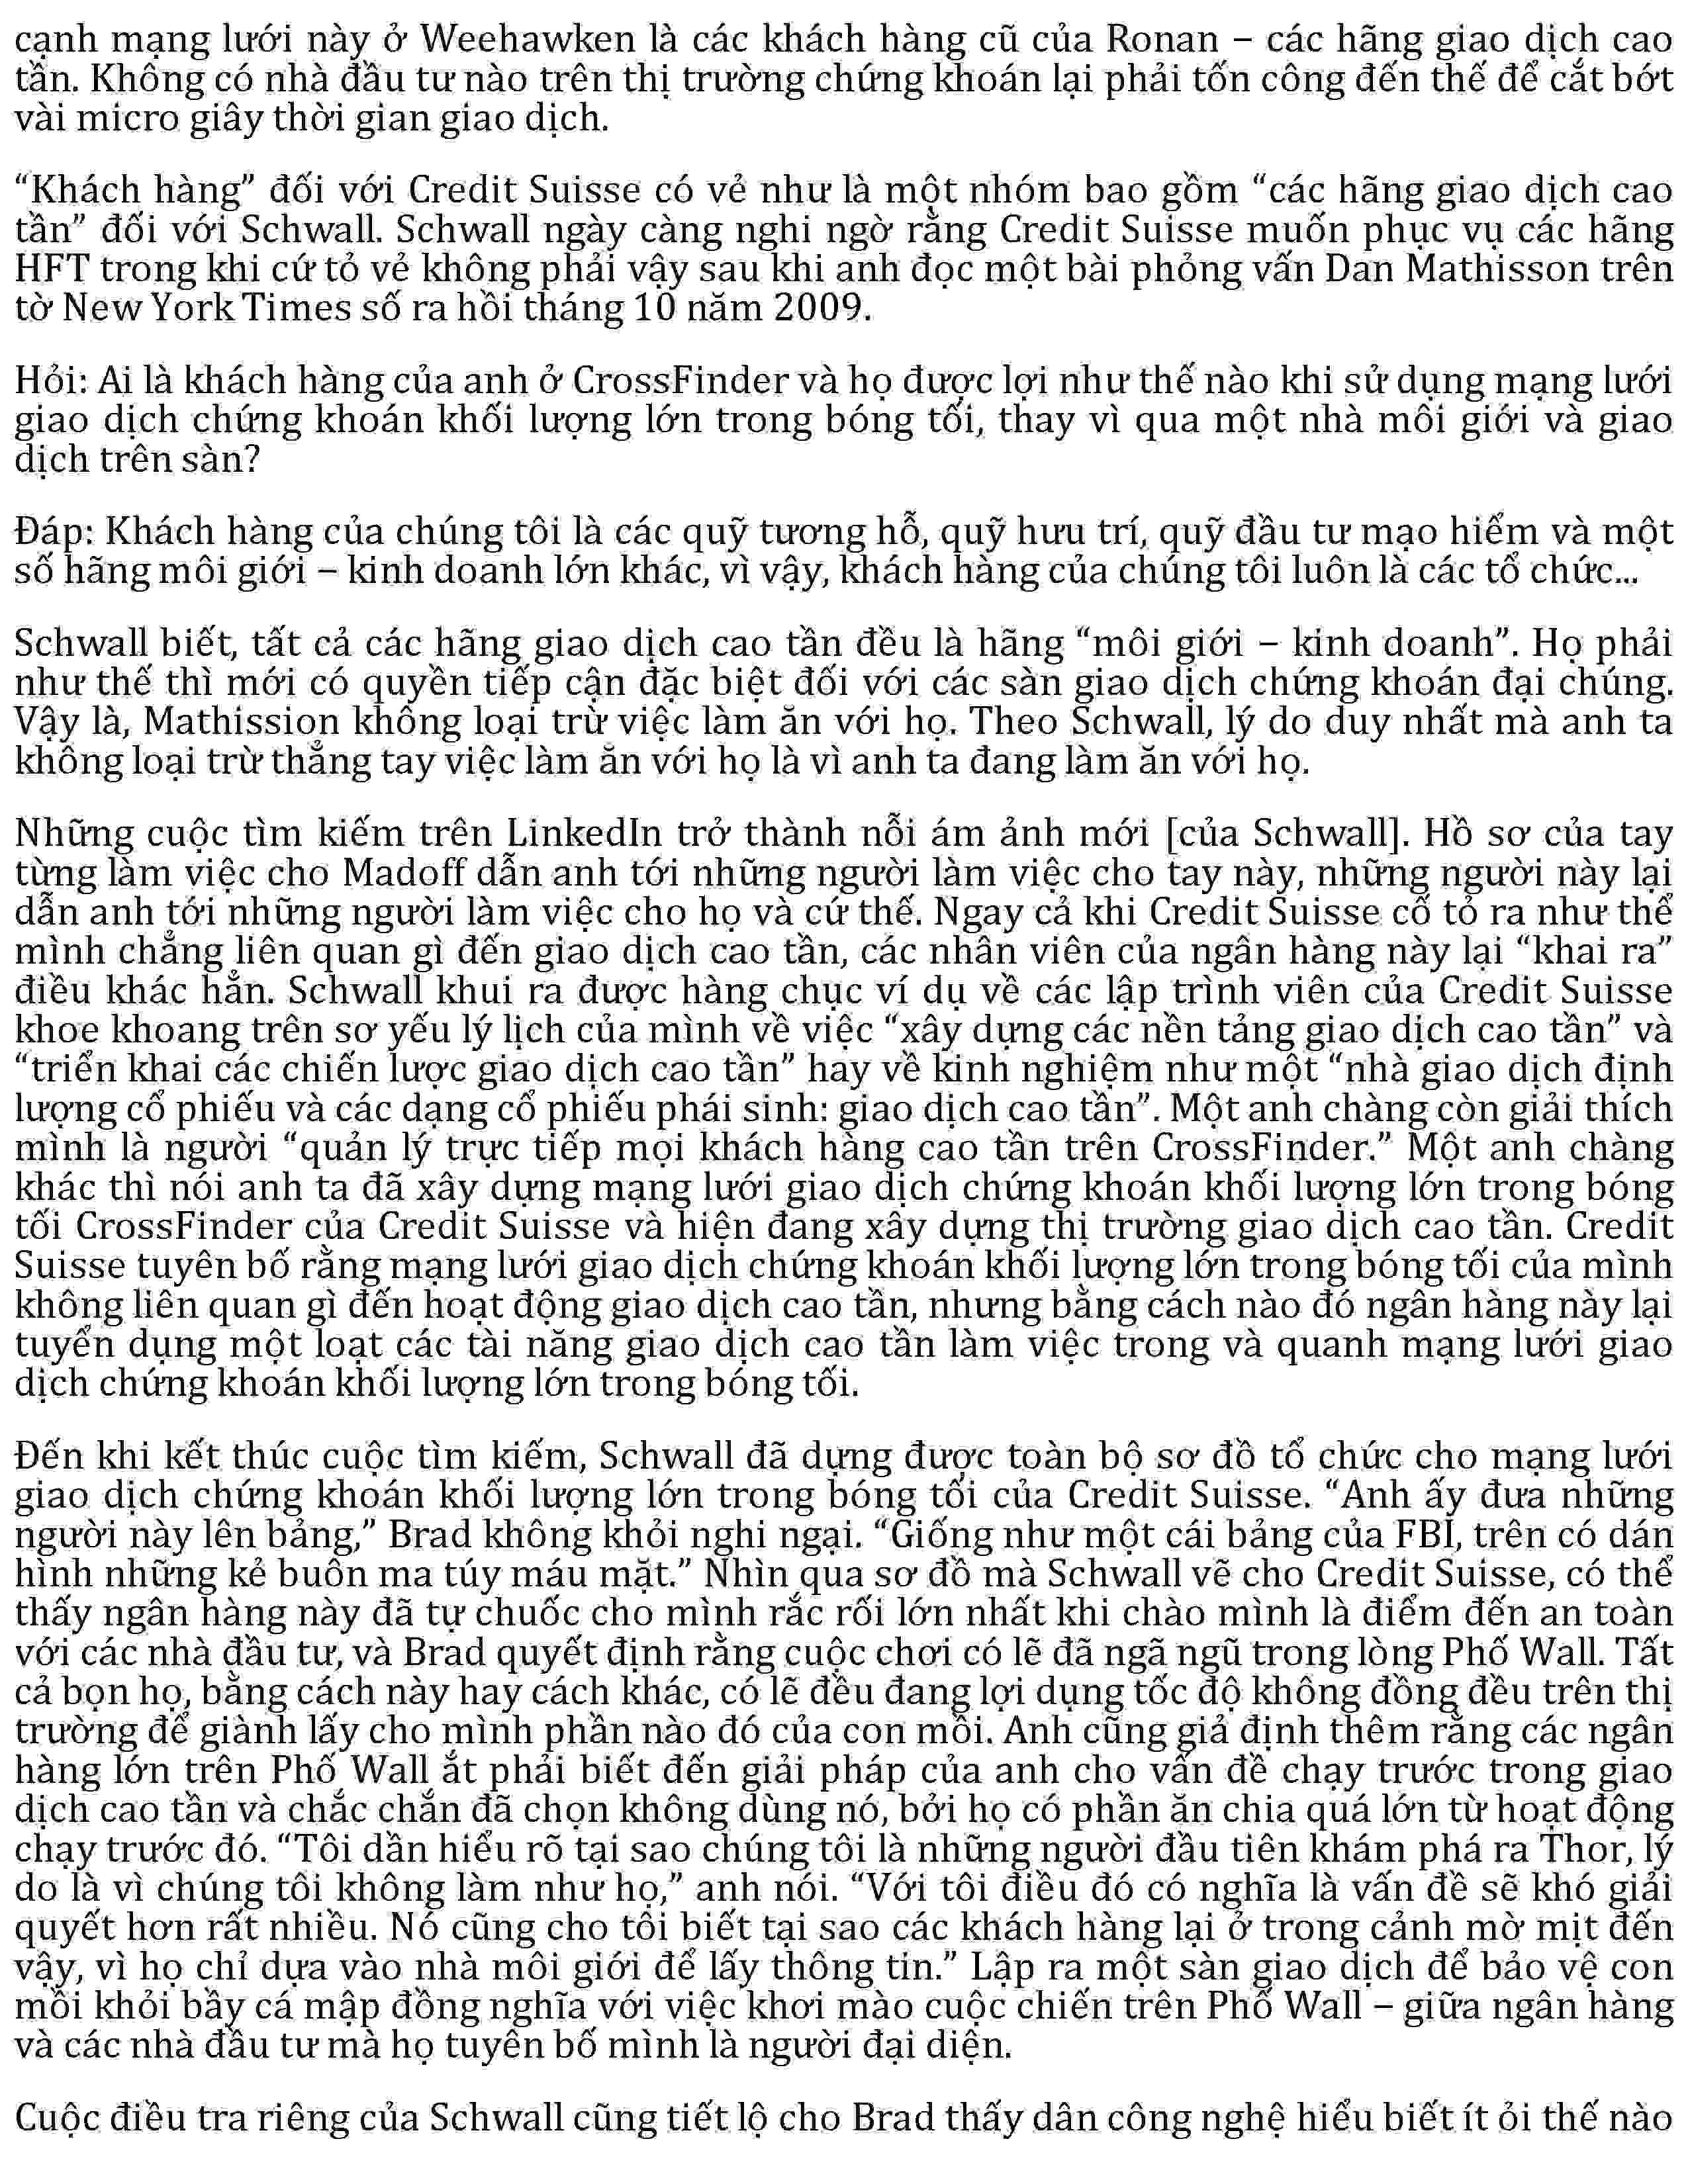 cạnh mạng lưới này ở Weehawken là các khách hàng cũ của Ronan – các hãng giao dịch cao
tần. Không có nhà đầu tư nào trên thị trường chứng khoán lại phải tốn công đến thế để cắt bớt
vài micro giây thời gian giao dịch.
“Khách hàng” đối với Credit Suisse có vẻ như là một nhóm bao gồm “các hãng giao dịch cao
tần” đối với Schwall. Schwall ngày càng nghi ngờ rằng Credit Suisse muốn phục vụ các hãng
HFT trong khi cứ tỏ vẻ không phải vậy sau khi anh đọc một bài phỏng vấn Dan Mathisson trên
tờ New York Times số ra hồi tháng 10 năm 2009.
Hỏi: Ai là khách hàng của anh ở CrossFinder và họ được lợi như thế nào khi sử dụng mạng lưới
giao dịch chứng khoán khối lượng lớn trong bóng tối, thay vì qua một nhà môi giới và giao
dịch trên sàn?
Đáp: Khách hàng của chúng tôi là các quỹ tương hỗ, quỹ hưu trí, quỹ đầu tư mạo hiểm và một
số hãng môi giới – kinh doanh lớn khác, vì vậy, khách hàng của chúng tôi luôn là các tổ chức...
Schwall biết, tất cả các hãng giao dịch cao tần đều là hãng “môi giới – kinh doanh”. Họ phải
như thế thì mới có quyền tiếp cận đặc biệt đối với các sàn giao dịch chứng khoán đại chúng.
Vậy là, Mathission không loại trừ việc làm ăn với họ. Theo Schwall, lý do duy nhất mà anh ta
không loại trừ thẳng tay việc làm ăn với họ là vì anh ta đang làm ăn với họ.
Những cuộc tìm kiếm trên LinkedIn trở thành nỗi ám ảnh mới [của Schwall]. Hồ sơ của tay
từng làm việc cho Madoff dẫn anh tới những người làm việc cho tay này, những người này lại
dẫn anh tới những người làm việc cho họ và cứ thế. Ngay cả khi Credit Suisse cố tỏ ra như thể
mình chẳng liên quan gì đến giao dịch cao tần, các nhân viên của ngân hàng này lại “khai ra”
điều khác hẳn. Schwall khui ra được hàng chục ví dụ về các lập trình viên của Credit Suisse
khoe khoang trên sơ yếu lý lịch của mình về việc “xây dựng các nền tảng giao dịch cao tần” và
“triển khai các chiến lược giao dịch cao tần” hay về kinh nghiệm như một “nhà giao dịch định
lượng cổ phiếu và các dạng cổ phiếu phái sinh: giao dịch cao tần”. Một anh chàng còn giải thích
mình là người “quản lý trực tiếp mọi khách hàng cao tần trên CrossFinder.” Một anh chàng
khác thì nói anh ta đã xây dựng mạng lưới giao dịch chứng khoán khối lượng lớn trong bóng
tối CrossFinder của Credit Suisse và hiện đang xây dựng thị trường giao dịch cao tần. Credit
Suisse tuyên bố rằng mạng lưới giao dịch chứng khoán khối lượng lớn trong bóng tối của mình
không liên quan gì đến hoạt động giao dịch cao tần, nhưng bằng cách nào đó ngân hàng này lại
tuyển dụng một loạt các tài năng giao dịch cao tần làm việc trong và quanh mạng lưới giao
dịch chứng khoán khối lượng lớn trong bóng tối.
Đến khi kết thúc cuộc tìm kiếm, Schwall đã dựng được toàn bộ sơ đồ tổ chức cho mạng lưới
giao dịch chứng khoán khối lượng lớn trong bóng tối của Credit Suisse. “Anh ấy đưa những
người này lên bảng,” Brad không khỏi nghi ngại. “Giống như một cái bảng của FBI, trên có dán
hình những kẻ buôn ma túy máu mặt.” Nhìn qua sơ đồ mà Schwall vẽ cho Credit Suisse, có thể
thấy ngân hàng này đã tự chuốc cho mình rắc rối lớn nhất khi chào mình là điểm đến an toàn
với các nhà đầu tư, và Brad quyết định rằng cuộc chơi có lẽ đã ngã ngũ trong lòng Phố Wall. Tất
cả bọn họ, bằng cách này hay cách khác, có lẽ đều đang lợi dụng tốc độ không đồng đều trên thị
trường để giành lấy cho mình phần nào đó của con mồi. Anh cũng giả định thêm rằng các ngân
hàng lớn trên Phố Wall ắt phải biết đến giải pháp của anh cho vấn đề chạy trước trong giao
dịch cao tần và chắc chắn đã chọn không dùng nó, bởi họ có phần ăn chia quá lớn từ hoạt động
chạy trước đó. “Tôi dần hiểu rõ tại sao chúng tôi là những người đầu tiên khám phá ra Thor, lý
do là vì chúng tôi không làm như họ,” anh nói. “Với tôi điều đó có nghĩa là vấn đề sẽ khó giải
quyết hơn rất nhiều. Nó cũng cho tôi biết tại sao các khách hàng lại ở trong cảnh mờ mịt đến
vậy, vì họ chỉ dựa vào nhà môi giới để lấy thông tin.” Lập ra một sàn giao dịch để bảo vệ con
mồi khỏi bầy cá mập đồng nghĩa với việc khơi mào cuộc chiến trên Phố Wall – giữa ngân hàng
và các nhà đầu tư mà họ tuyên bố mình là người đại diện.
Cuộc điều tra riêng của Schwall cũng tiết lộ cho Brad thấy dân công nghệ hiểu biết ít ỏi thế nào